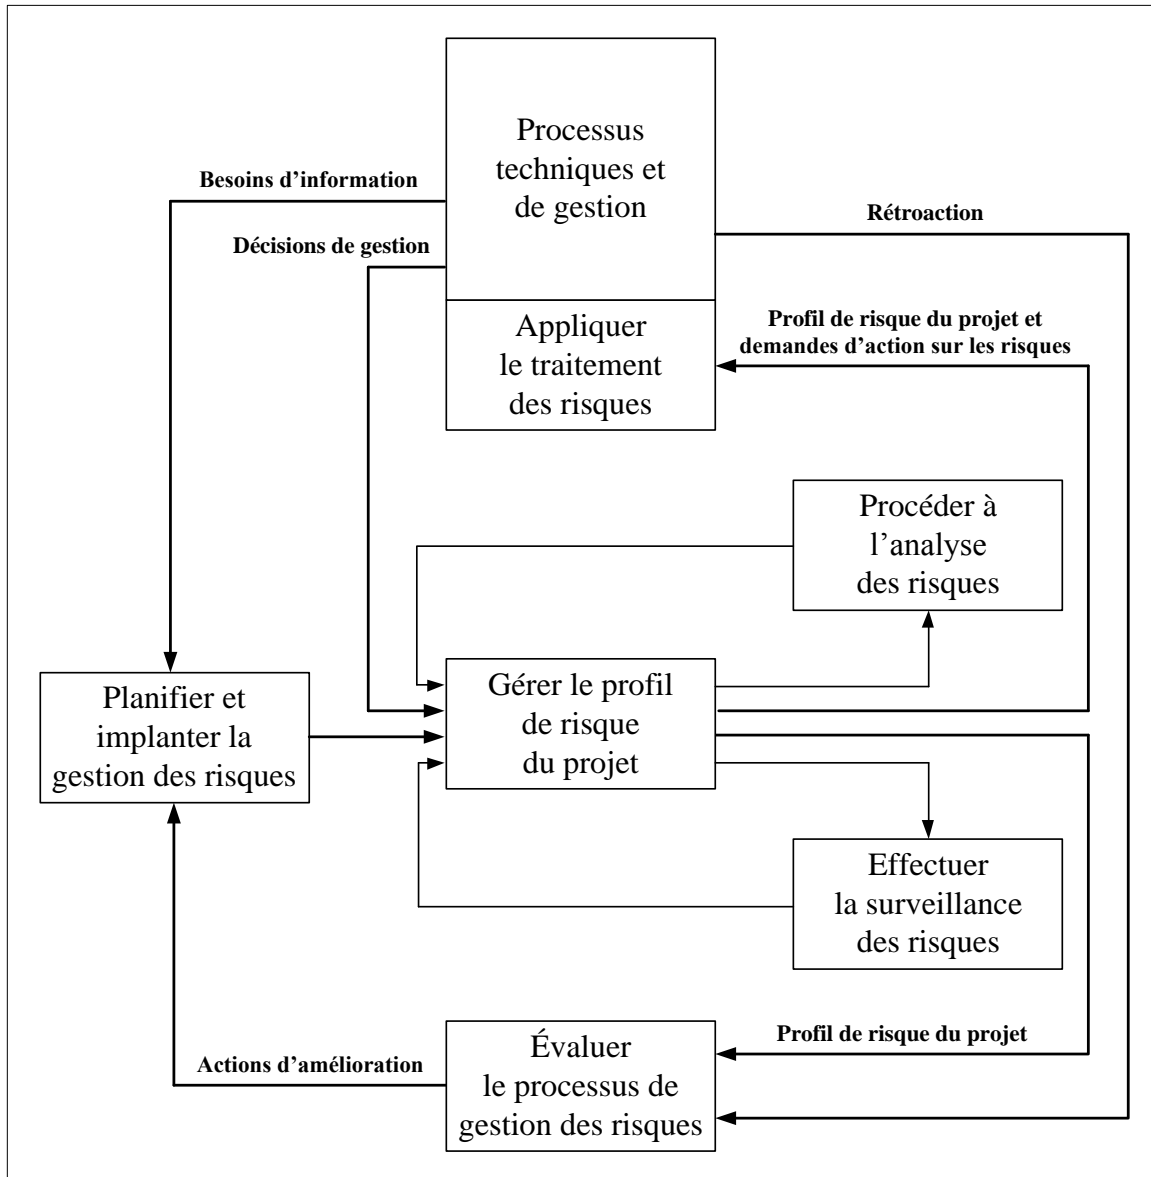 Processus
techniques et
de gestion
Besoins d’information
Rétroaction
Décisions de gestion
Appliquer
le traitement
des risques
Profil de risque du projet et
demandes d’action sur les risques
Procéder à
l’analyse
des risques
Planifier et
implanter la
gestion des risques
Gérer le profil
de risque
du projet
Effectuer
la surveillance
des risques
Profil de risque du projet
Actions d’amélioration
Évaluer
le processus de
gestion des risques